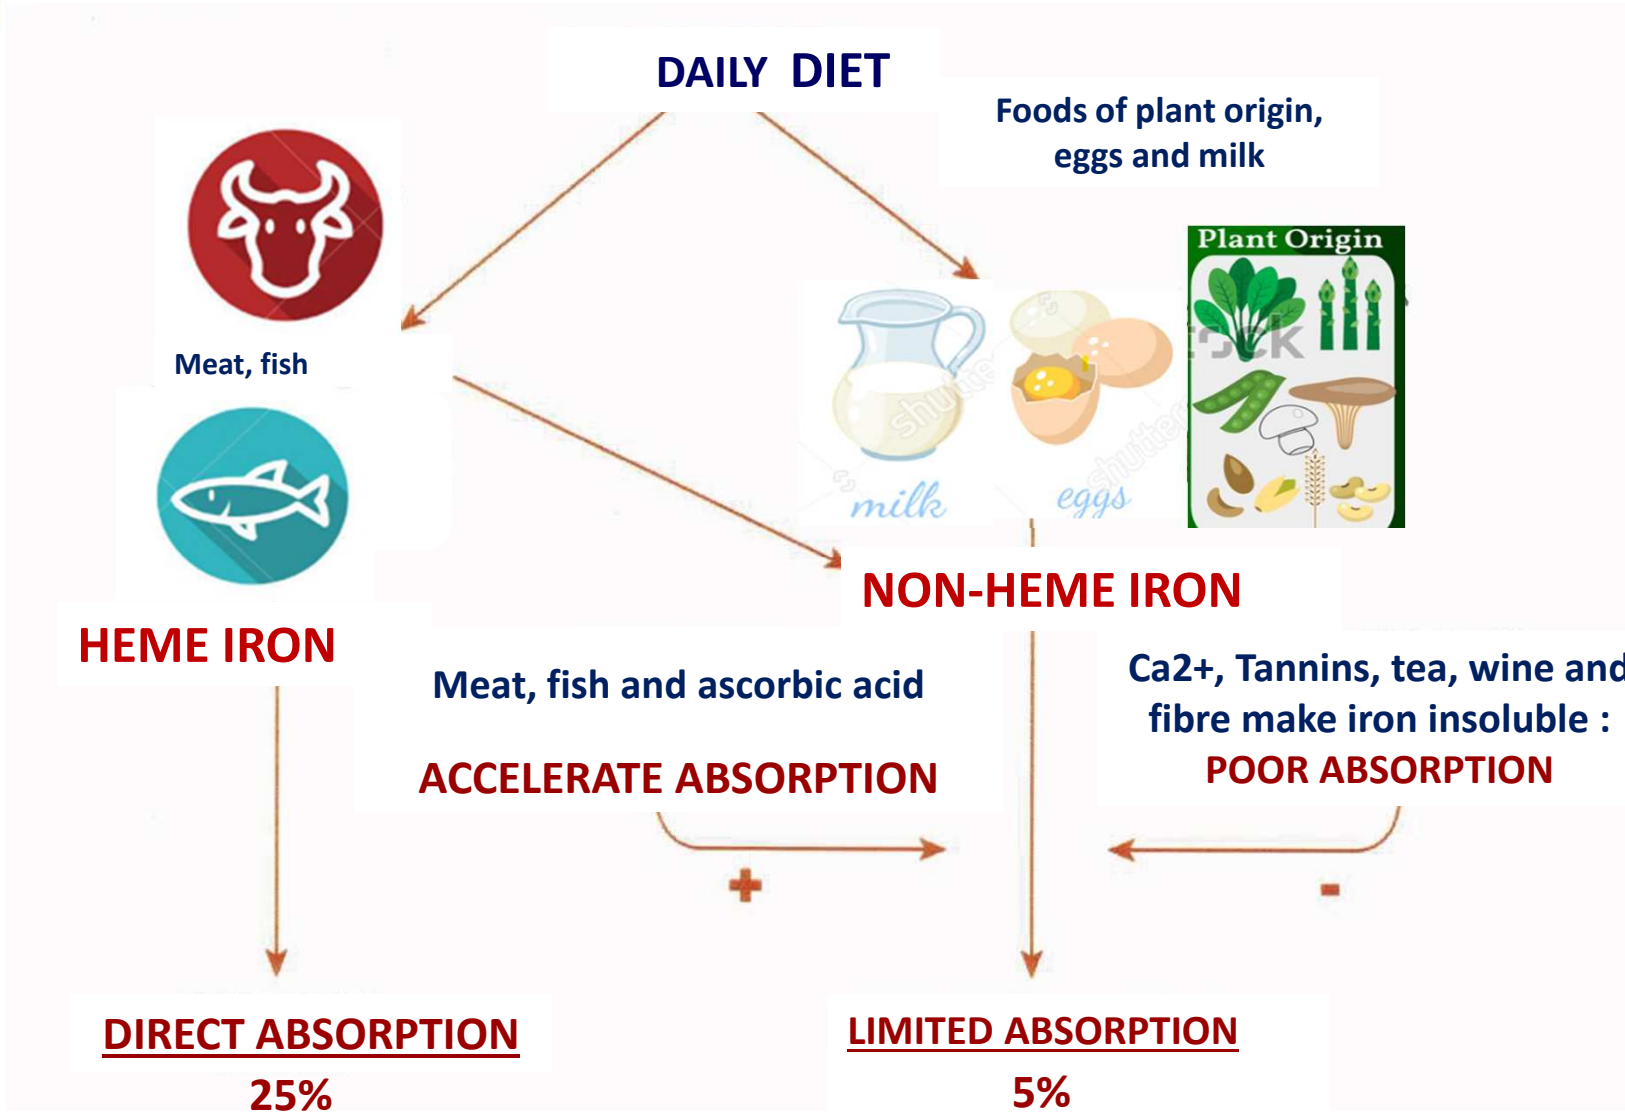 DAILY DIET
Foods of plant origin,
eggs and milk
Plant Origin
Meat, fish
milk
eggs
NON-HEME IRON
HEME IRON
Meat, fish and ascorbic acid
ACCELERATE ABSORPTION
Ca2+, Tannins, tea, wine and
fibre make iron insoluble :
POOR ABSORPTION
+
-
DIRECT ABSORPTION
25%
LIMITED ABSORPTION
5%